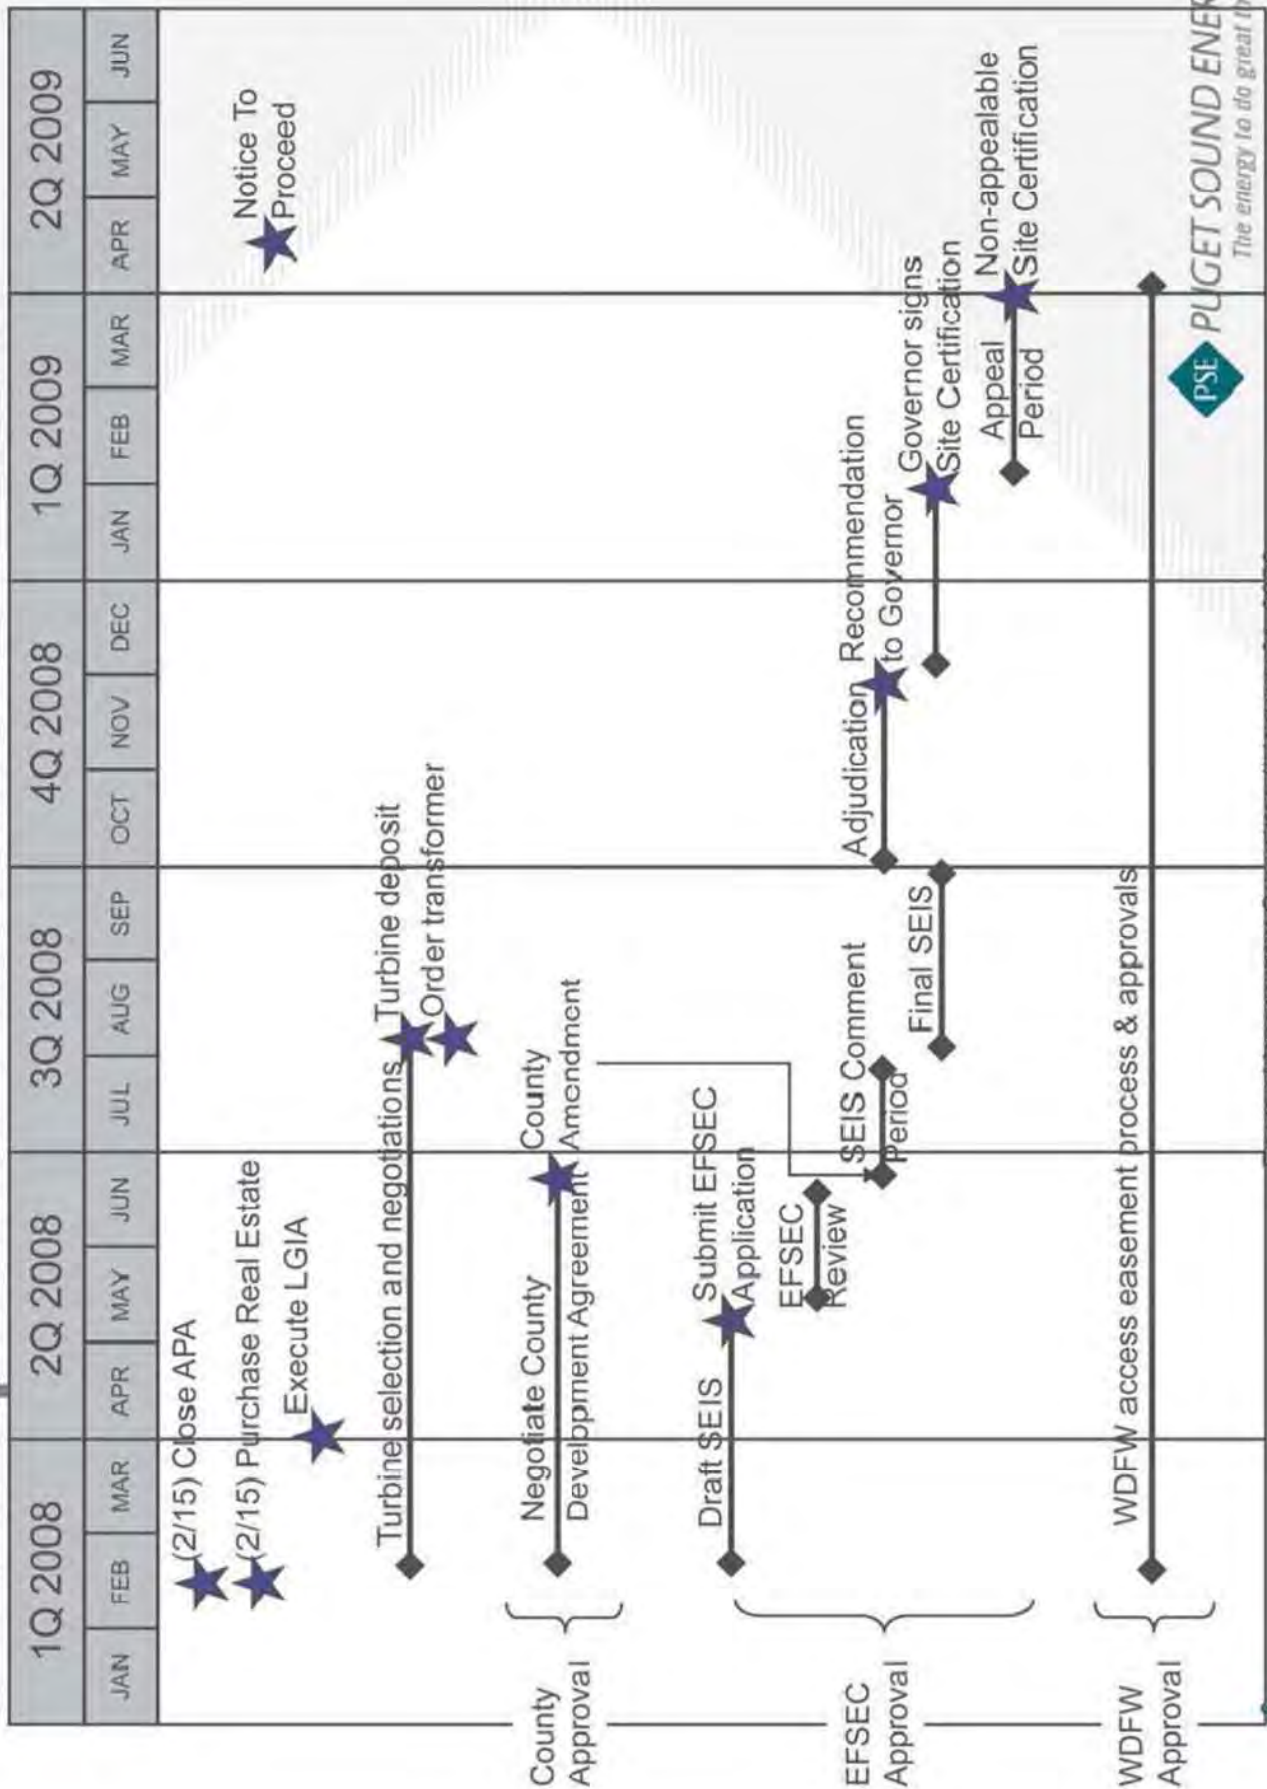 1Q 2008 2Q 2008 3Q 2008 4Q 2008 1Q 2009 2Q 2009
JAN FEB MAR APR MAY JUN JUL AUG SEP OCT NOV DEC JAN FEB MAR APR MAY JUN
(2/15) Close APA
(2/15) Purchase Real Estate
Notice To
Proceed
Execute LGIA
Turbine selection and negotiations
Turbine deposit
Order transformer
County
Approval
Negotiate County
Development Agreement
County
Amendment
EFSEC
Approval
Draft SEIS
Submit EFSEC
Application
EFSEC
Review
SEIS Comment
Period
Final SEIS
Adjudication
Recommendation
to Governor
Governor signs
Site Certification
Appeal
Period
Non-appealable
Site Certification
WDFW
Approval
WDFW access easement process & approvals
PSE
PUGET SOUND ENER
The energy to do great